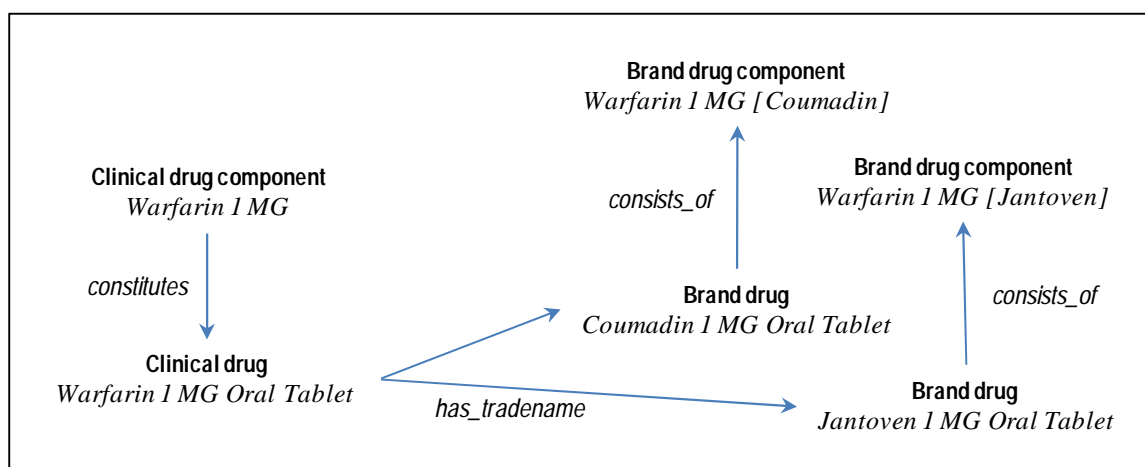 Brand drug component
Warfarin 1 MG [Coumadin]
Brand drug component
Warfarin 1 MG [Jantoven]
Clinical drug component
Warfarin 1 MG
consists_of
constitutes
consists_of
Brand drug
Coumadin 1 MG Oral Tablet
Clinical drug
Warfarin 1 MG Oral Tablet
has_tradename
Brand drug
Jantoven 1 MG Oral Tablet